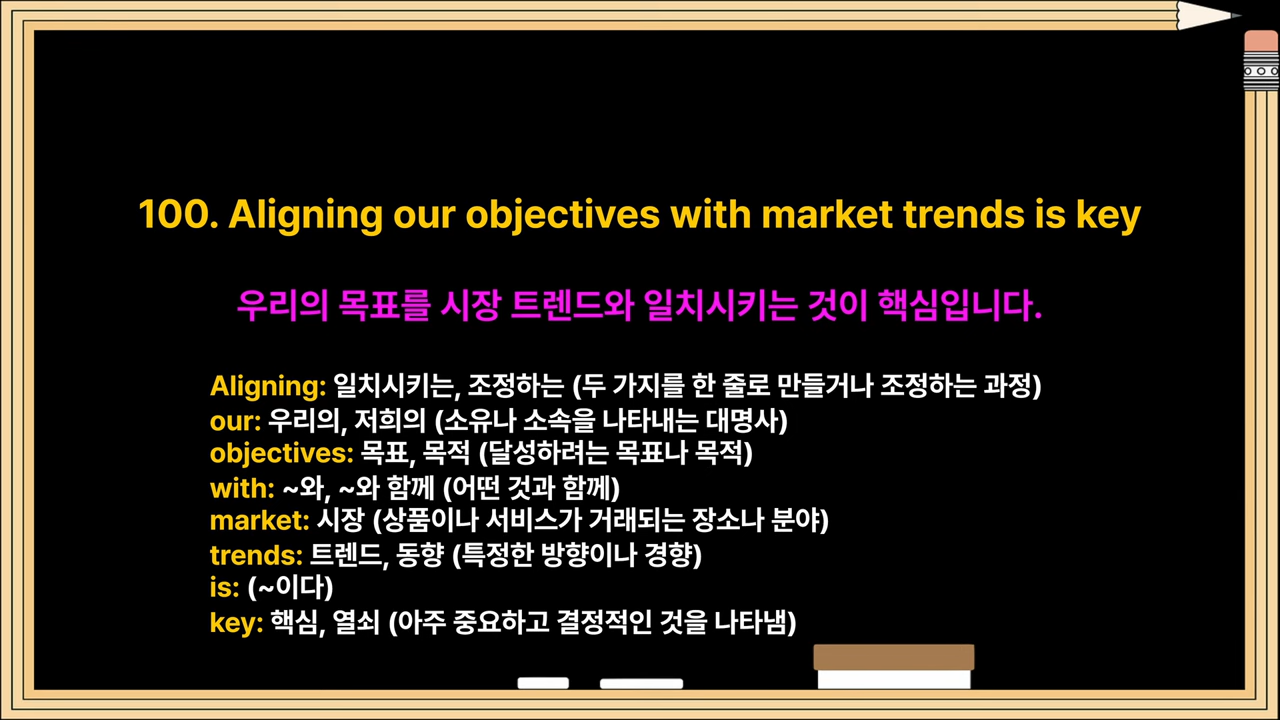 100. Aligning our objectives with market trends is key
우리의 목표를 시장 트렌드와 일치시키는 것이 핵심입니다.
Aligning: 일치시키는, 조정하는 (두 가지를 한 줄로 만들거나 조정하는 과정)
our: 우리의, 저희의 (소유나 소속을 나타내는 대명사)
objectives: 목표, 목적 (달성하려는 목표나 목적)
with: ~와, ~와 함께 (어떤 것과 함께)
market: 시장 (상품이나 서비스가 거래되는 장소나 분야)
trends: 트렌드, 동향 (특정한 방향이나 경향)
is: (~이다)
key: 핵심, 열쇠 (아주 중요하고 결정적인 것을 나타냄)